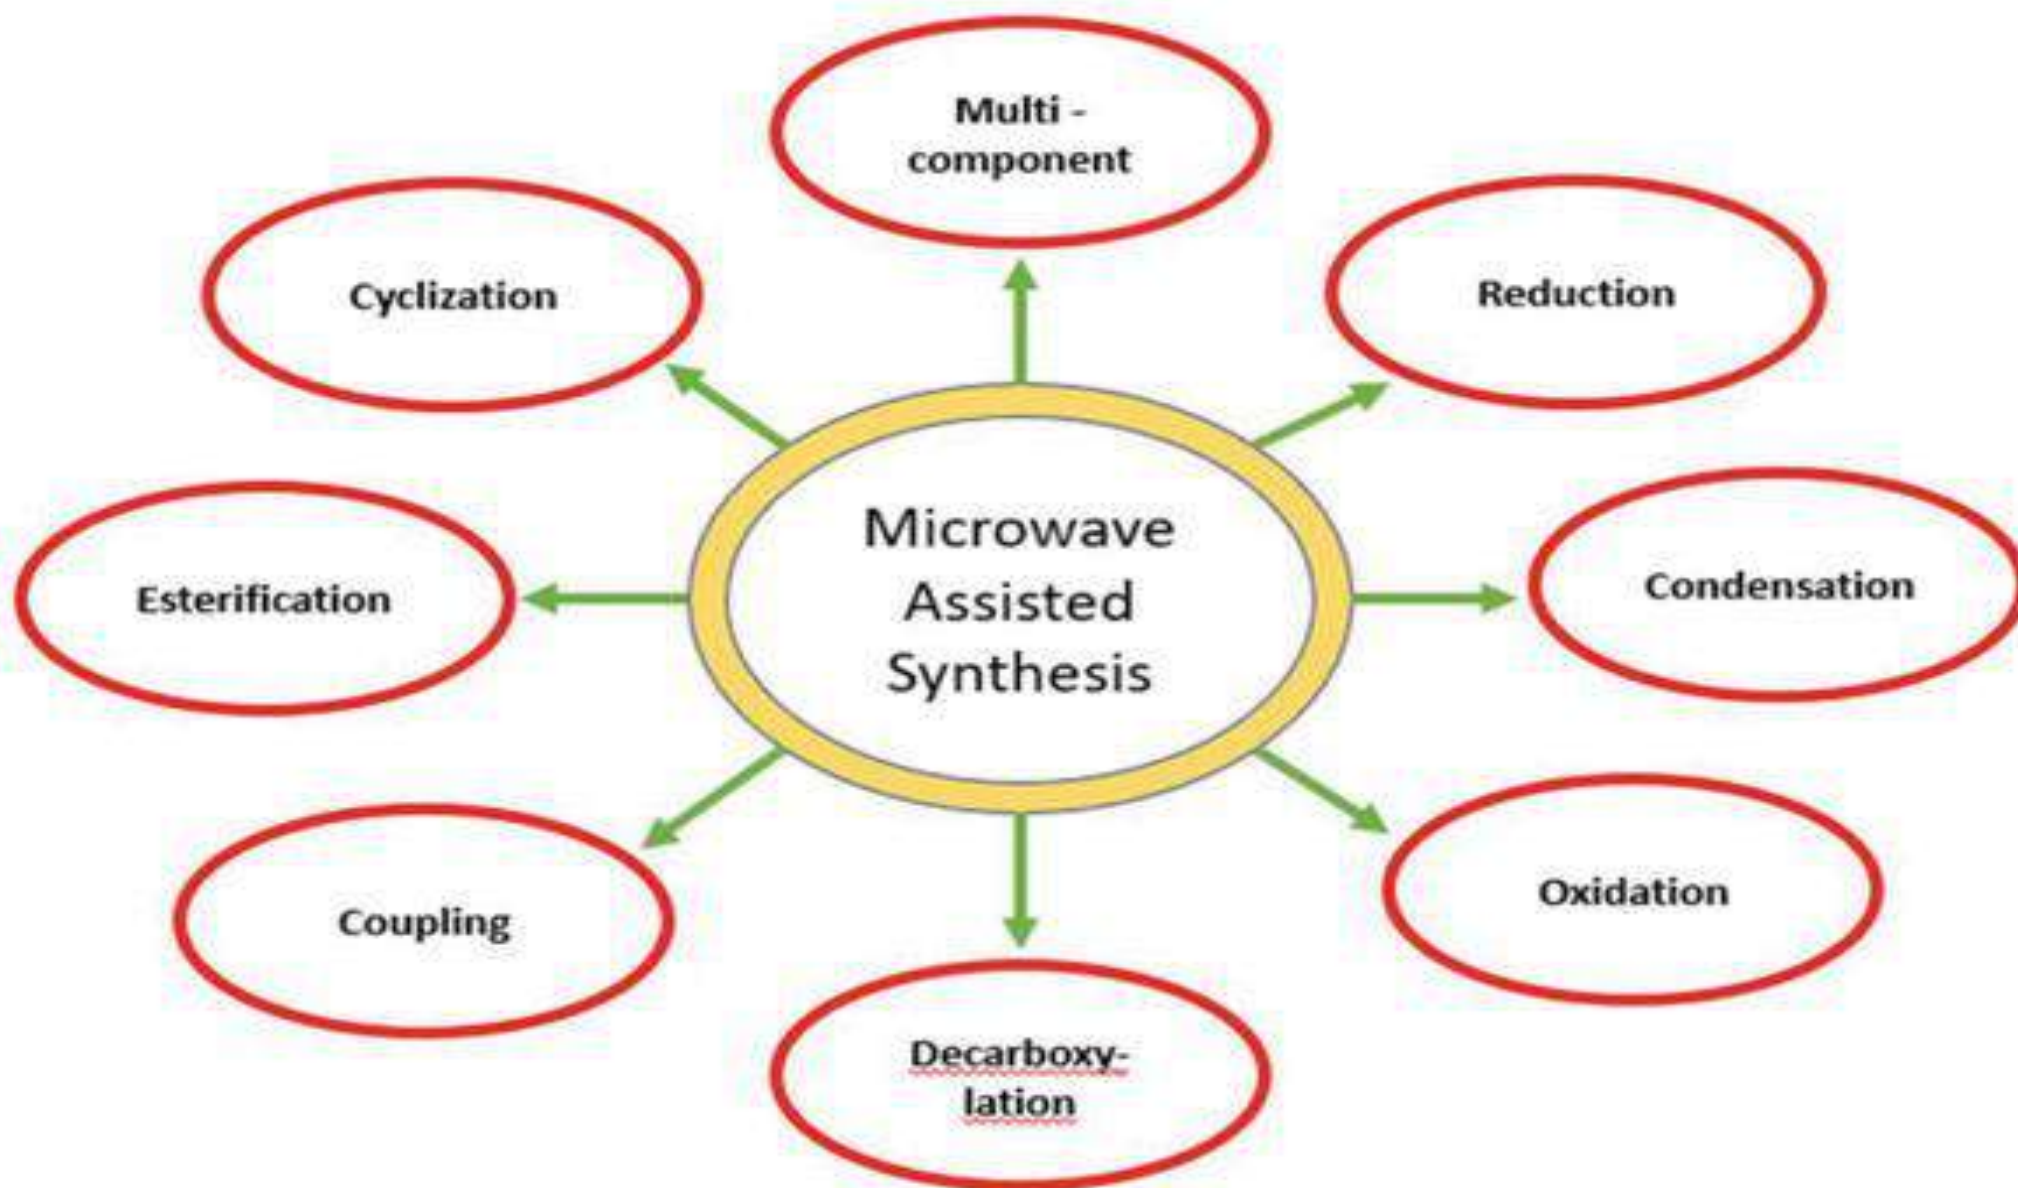 Multi -
component
Cyclization
Reduction
Microwave
Assisted
Synthesis
Esterification
Condensation
Coupling
Oxidation
Decarboxy-
lation